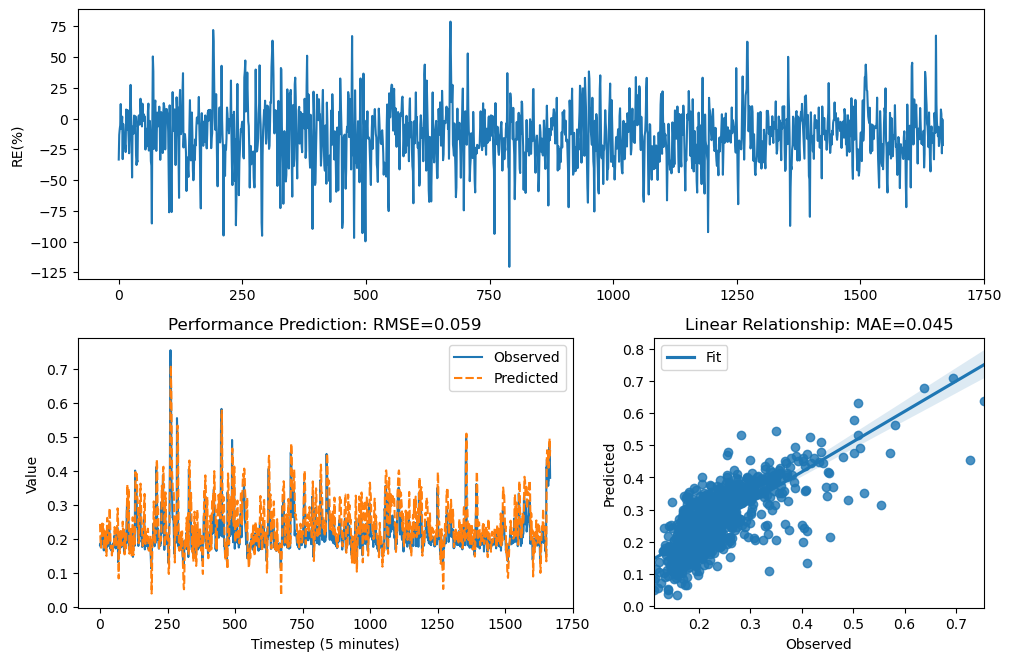 75
50
25
0
−25
−50
−75
−100
−125
RE(%)
0 250 500 750 1000 1250 1500 1750
Performance Prediction: RMSE=0.059
Observed
Predicted
0.7
0.6
0.5
0.4
0.3
0.2
0.1
0.0
Value
0 250 500 750 1000 1250 1500 1750
Timestep (5 minutes)
Linear Relationship: MAE=0.045
Fit
0.8
0.7
0.6
0.5
0.4
0.3
0.2
0.1
0.0
Predicted
0.2 0.3 0.4 0.5 0.6 0.7
Observed